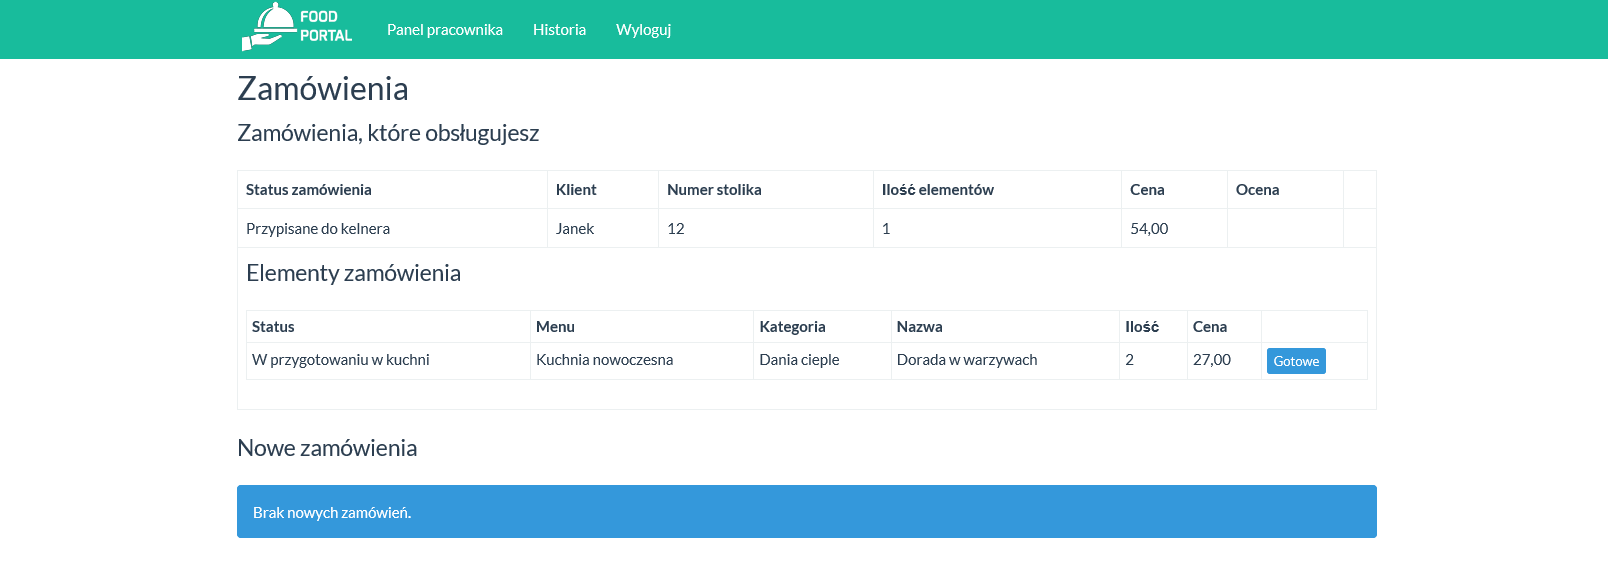 FOOD
PORTAL
Panel pracownika Historia Wyloguj
Zamówienia
Zamówienia, które obsługujesz
Status zamówienia Klient Numer stolika Ilość elementów Cena Ocena
Przypisane do kelnera Janek 12 1 54,00
Elementy zamówienia
Status Menu Kategoria Nazwa Ilość Cena
W przygotowaniu w kuchni Kuchnia nowoczesna Dania cieple Dorada w warzywach 2 27,00 Gotowe
Nowe zamówienia
Brak nowych zamówień.